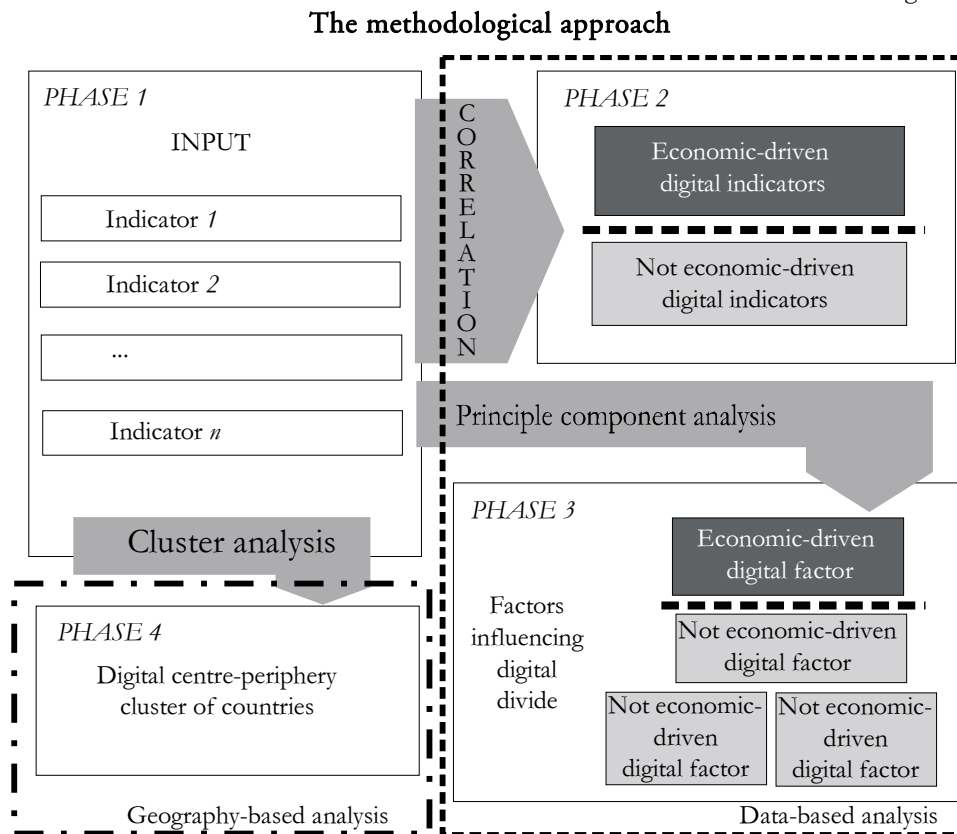 The methodological approach
PHASE 1
INPUT
Indicator 1
Indicator 2
...
Indicator n
CORRELATION
PHASE 2
Economic-driven
digital indicators
Not economic-driven
digital indicators
Principle component analysis
PHASE 3
Factors
influencing
digital
divide
Economic-driven
digital factor
Not economic-driven
digital factor
Not economic-
driven
digital factor
Not economic-
driven
digital factor
Data-based analysis
Cluster analysis
PHASE 4
Digital centre-periphery
cluster of countries
Geography-based analysis